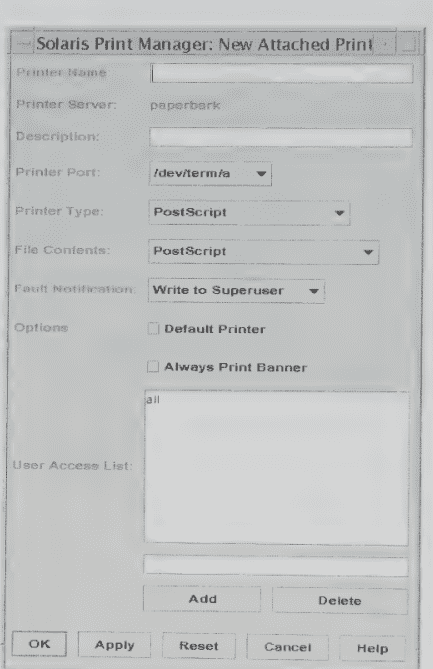 Solaris Print Manager: New Attached Print
Printer Name
Printer Server: paperbark
Description:
Printer Port: /dev/term/a
Printer Type: PostScript
File Contents: PostScript
Fault Notification: Write to Superuser
Options Default Printer
Always Print Banner
all
User Access List:
Add Delete
OK Apply Reset Cancel Help